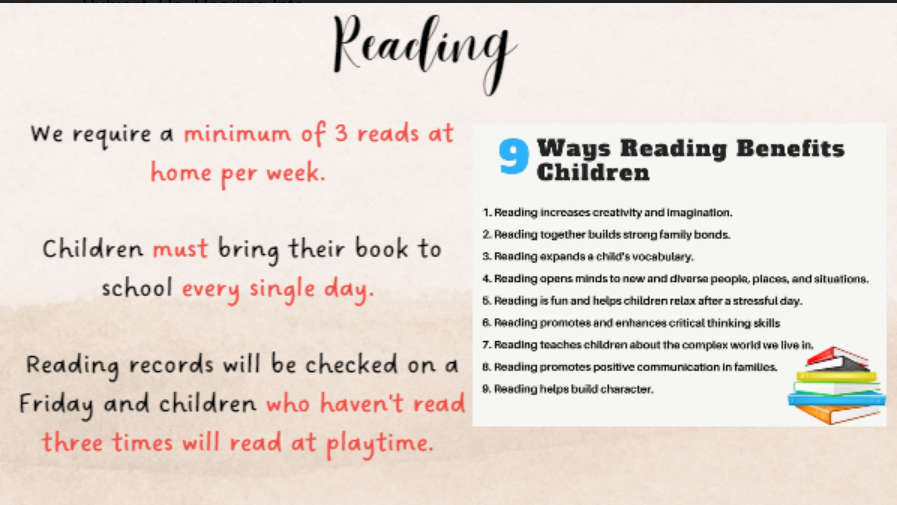 Reading
We require a minimum of 3 reads at
home per week.
Children must bring their book to
school every single day.
Reading records will be checked on a
Friday and children who haven't read
three times will read at playtime.
9 Ways Reading Benefits
Children
1. Reading increases creativity and imagination.
2. Reading together builds strong family bonds.
3. Reading expands a child's vocabulary.
4. Reading opens minds to new and diverse people, places, and situations.
5. Reading is fun and helps children relax after a stressful day.
6. Reading promotes and enhances critical thinking skills
7. Reading teaches children about the complex world we live in.
8. Reading promotes positive communication in families.
9. Reading helps build character.